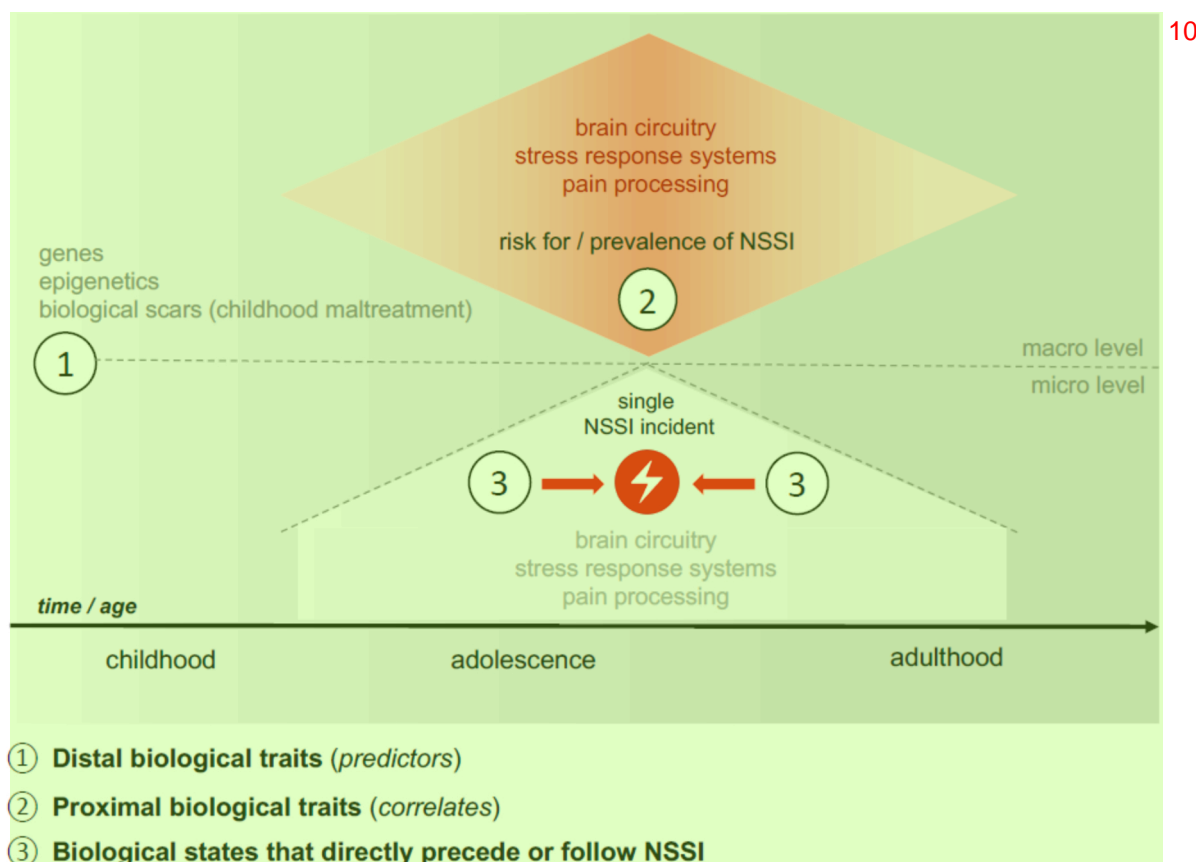 10
brain circuitry
stress response systems
pain processing
risk for / prevalence of NSSI
2
genes
epigenetics
biological scars (childhood maltreatment)
1
macro level
micro level
single
NSSI incident
3
3
brain circuitry
stress response systems
pain processing
time / age
childhood
adolescence
adulthood
① Distal biological traits (predictors)
② Proximal biological traits (correlates)
③ Biological states that directly precede or follow NSSI